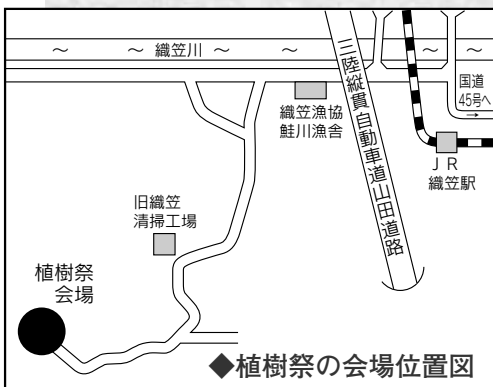 ～ ～ 織笠川 ～ ～ ～ ～
国道
45号へ
→
三陸縦貫自動車道山田道路
織笠漁協
鮭川漁舎
ＪＲ
織笠駅
旧織笠
清掃工場
植樹祭
会場
◆植樹祭の会場位置図